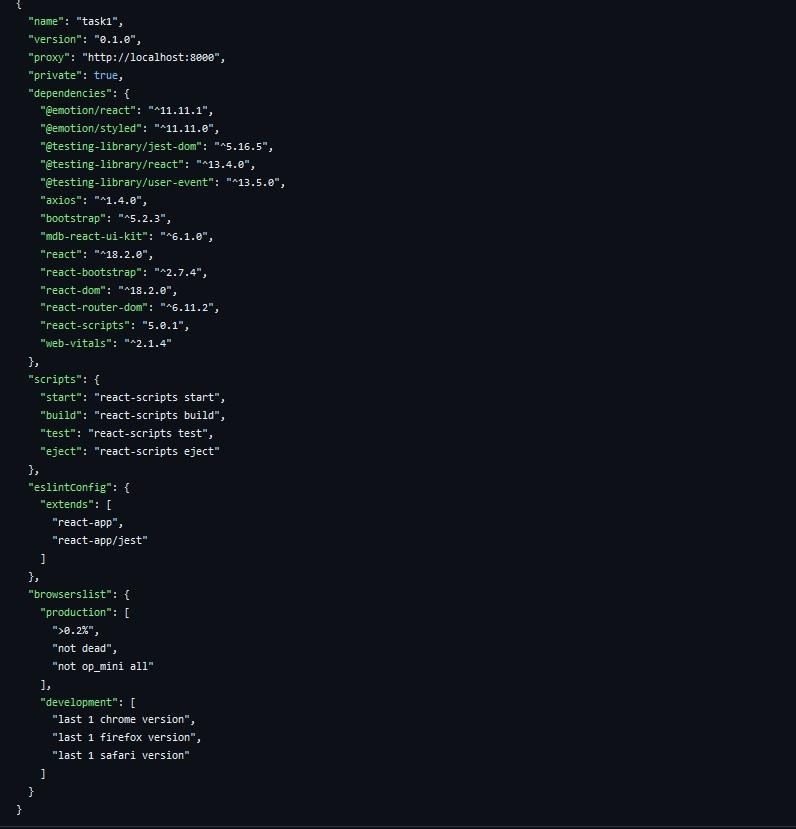 {
"name": "task1",
"version": "0.1.0",
"proxy": "http://localhost:8000",
"private": true,
"dependencies": {
"@emotion/react": "^11.11.1",
"@emotion/styled": "^11.11.0",
"@testing-library/jest-dom": "^5.16.5",
"@testing-library/react": "^13.4.0",
"@testing-library/user-event": "^13.5.0",
"axios": "^1.4.0",
"bootstrap": "^5.2.3",
"mdb-react-ui-kit": "^6.1.0",
"react": "^18.2.0",
"react-bootstrap": "^2.7.4",
"react-dom": "^18.2.0",
"react-router-dom": "^6.11.2",
"react-scripts": "5.0.1",
"web-vitals": "^2.1.4"
},
"scripts": {
"start": "react-scripts start",
"build": "react-scripts build",
"test": "react-scripts test",
"eject": "react-scripts eject"
},
"eslintConfig": {
"extends": [
"react-app",
"react-app/jest"
]
},
"browserslist": {
"production": [
">0.2%",
"not dead",
"not op_mini all"
],
"development": [
"last 1 chrome version",
"last 1 firefox version",
"last 1 safari version"
]
}
}